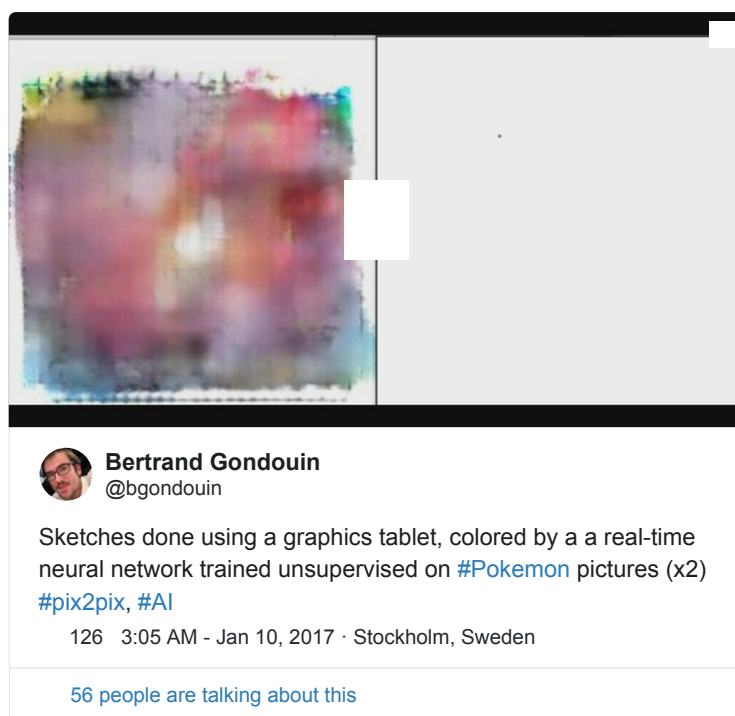 Bertrand Gondouin
@bgondouin
Sketches done using a graphics tablet, colored by a a real-time
neural network trained unsupervised on #Pokemon pictures (x2)
#pix2pix, #AI
126 3:05 AM - Jan 10, 2017 · Stockholm, Sweden
56 people are talking about this